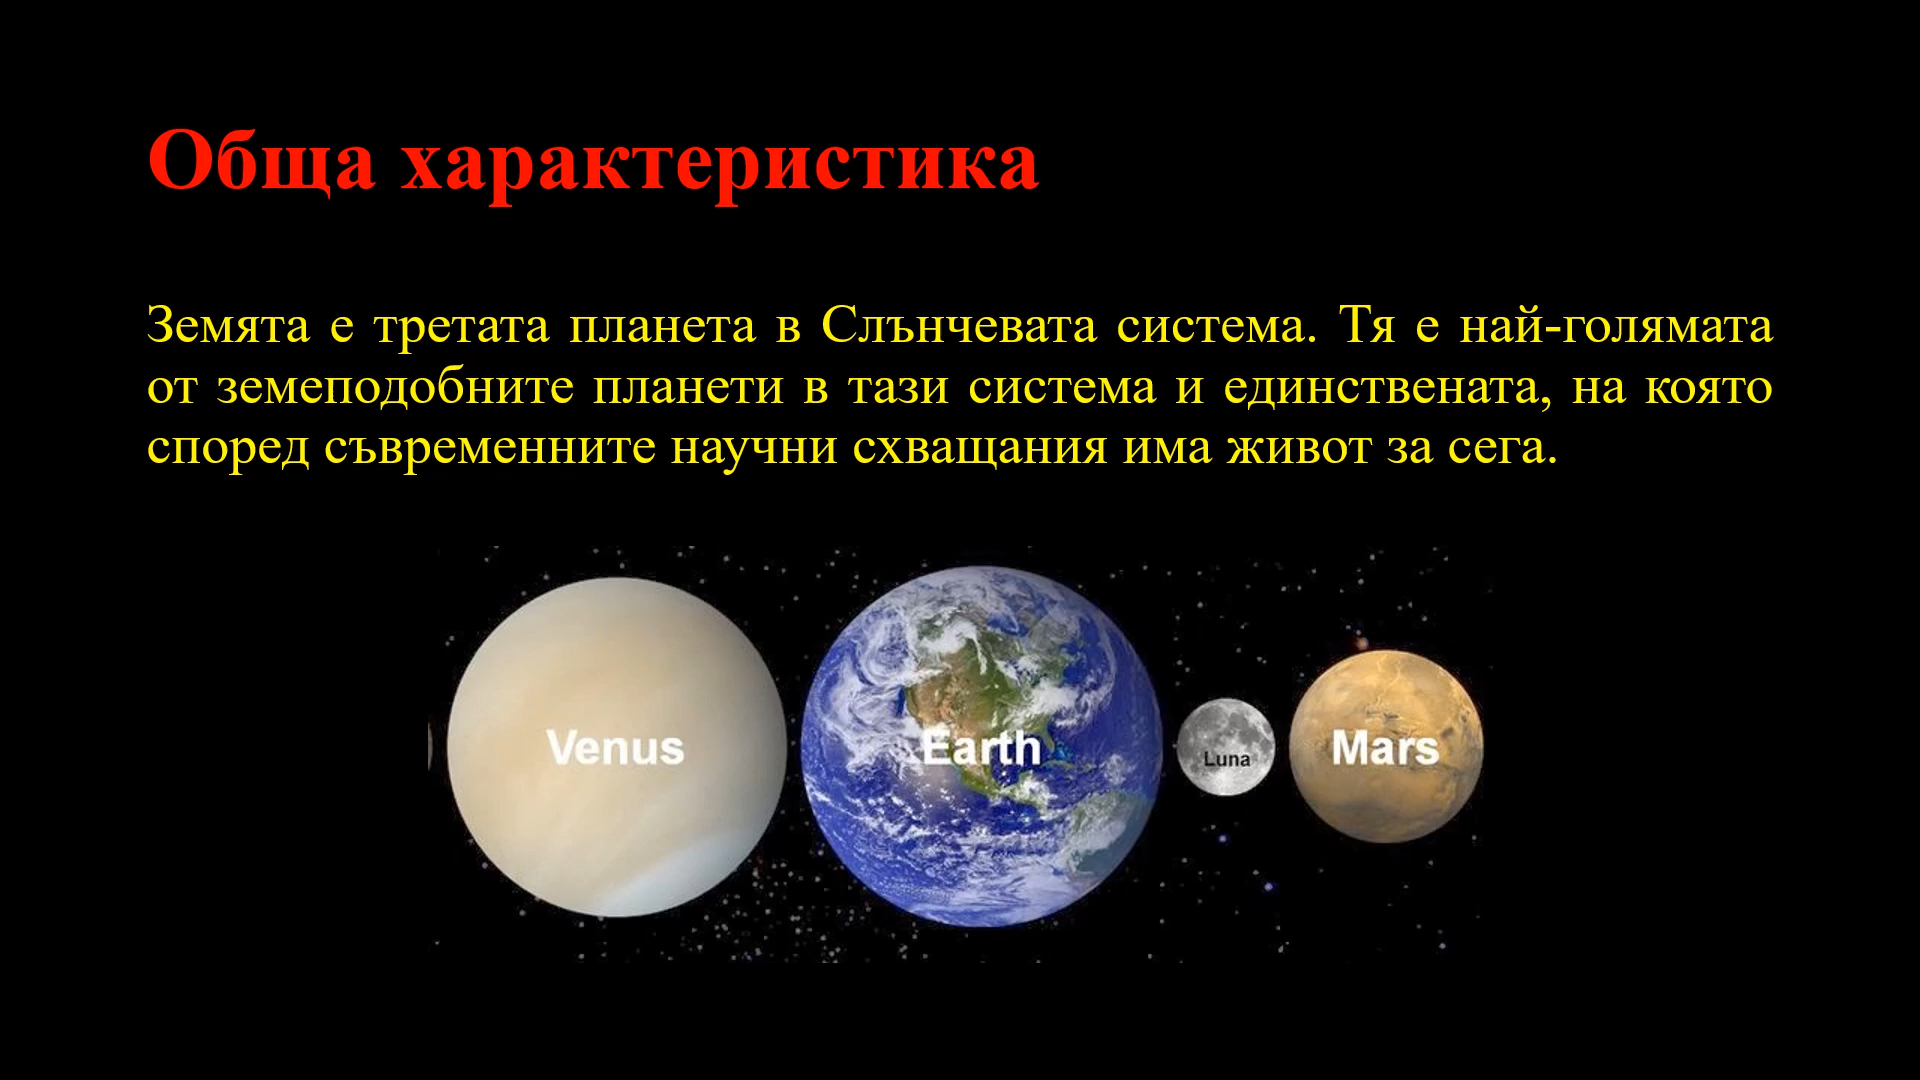 Обща характеристика
Земята е третата планета в Слънчевата система. Тя е най-голямата
от земеподобните планети в тази система и единствената, на която
според съвременните научни схващания има живот за сега.
Venus
Earth
Luna
Mars